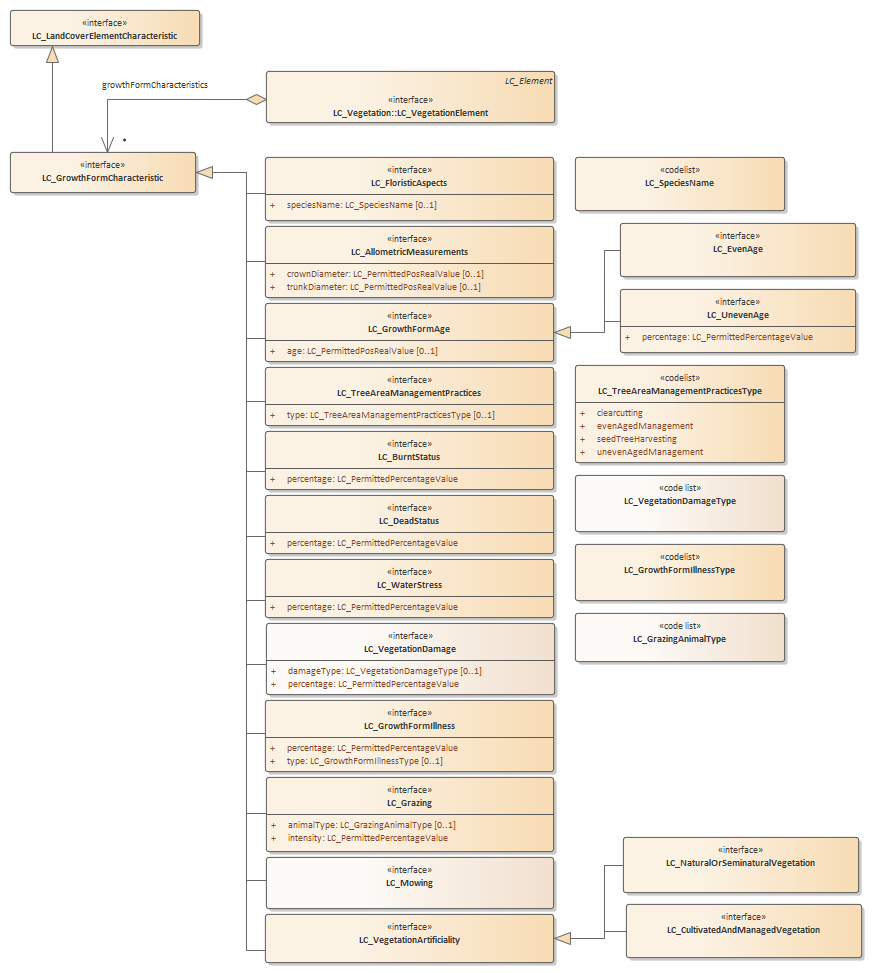 «interface»
LC_LandCoverElementCharacteristic
growthFormCharacteristics
LC_Element
«interface»
LC_Vegetation::LC_VegetationElement
*
«interface»
LC_GrowthFormCharacteristic
«interface»
LC_FloristicAspects
+ speciesName: LC_SpeciesName [0..1]
«codelist»
LC_SpeciesName
«interface»
LC_AllometricMeasurements
+ crownDiameter: LC_PermittedPosRealValue [0..1]
+ trunkDiameter: LC_PermittedPosRealValue [0..1]
«interface»
LC_EvenAge
«interface»
LC_GrowthFormAge
+ age: LC_PermittedPosRealValue [0..1]
«interface»
LC_UnevenAge
+ percentage: LC_PermittedPercentageValue
«interface»
LC_TreeAreaManagementPractices
+ type: LC_TreeAreaManagementPracticesType [0..1]
«codelist»
LC_TreeAreaManagementPracticesType
+ clearcutting
+ evenAgedManagement
+ seedTreeHarvesting
+ unevenAgedManagement
«interface»
LC_BurntStatus
+ percentage: LC_PermittedPercentageValue
«code list»
LC_VegetationDamageType
«interface»
LC_DeadStatus
+ percentage: LC_PermittedPercentageValue
«codelist»
LC_GrowthFormIllnessType
«interface»
LC_WaterStress
+ percentage: LC_PermittedPercentageValue
«code list»
LC_GrazingAnimalType
«interface»
LC_VegetationDamage
+ damageType: LC_VegetationDamageType [0..1]
+ percentage: LC_PermittedPercentageValue
«interface»
LC_GrowthFormIllness
+ percentage: LC_PermittedPercentageValue
+ type: LC_GrowthFormIllnessType [0..1]
«interface»
LC_Grazing
+ animalType: LC_GrazingAnimalType [0..1]
+ intensity: LC_PermittedPercentageValue
«interface»
LC_Mowing
«interface»
LC_NaturalOrSeminaturalVegetation
«interface»
LC_VegetationArtificiality
«interface»
LC_CultivatedAndManagedVegetation